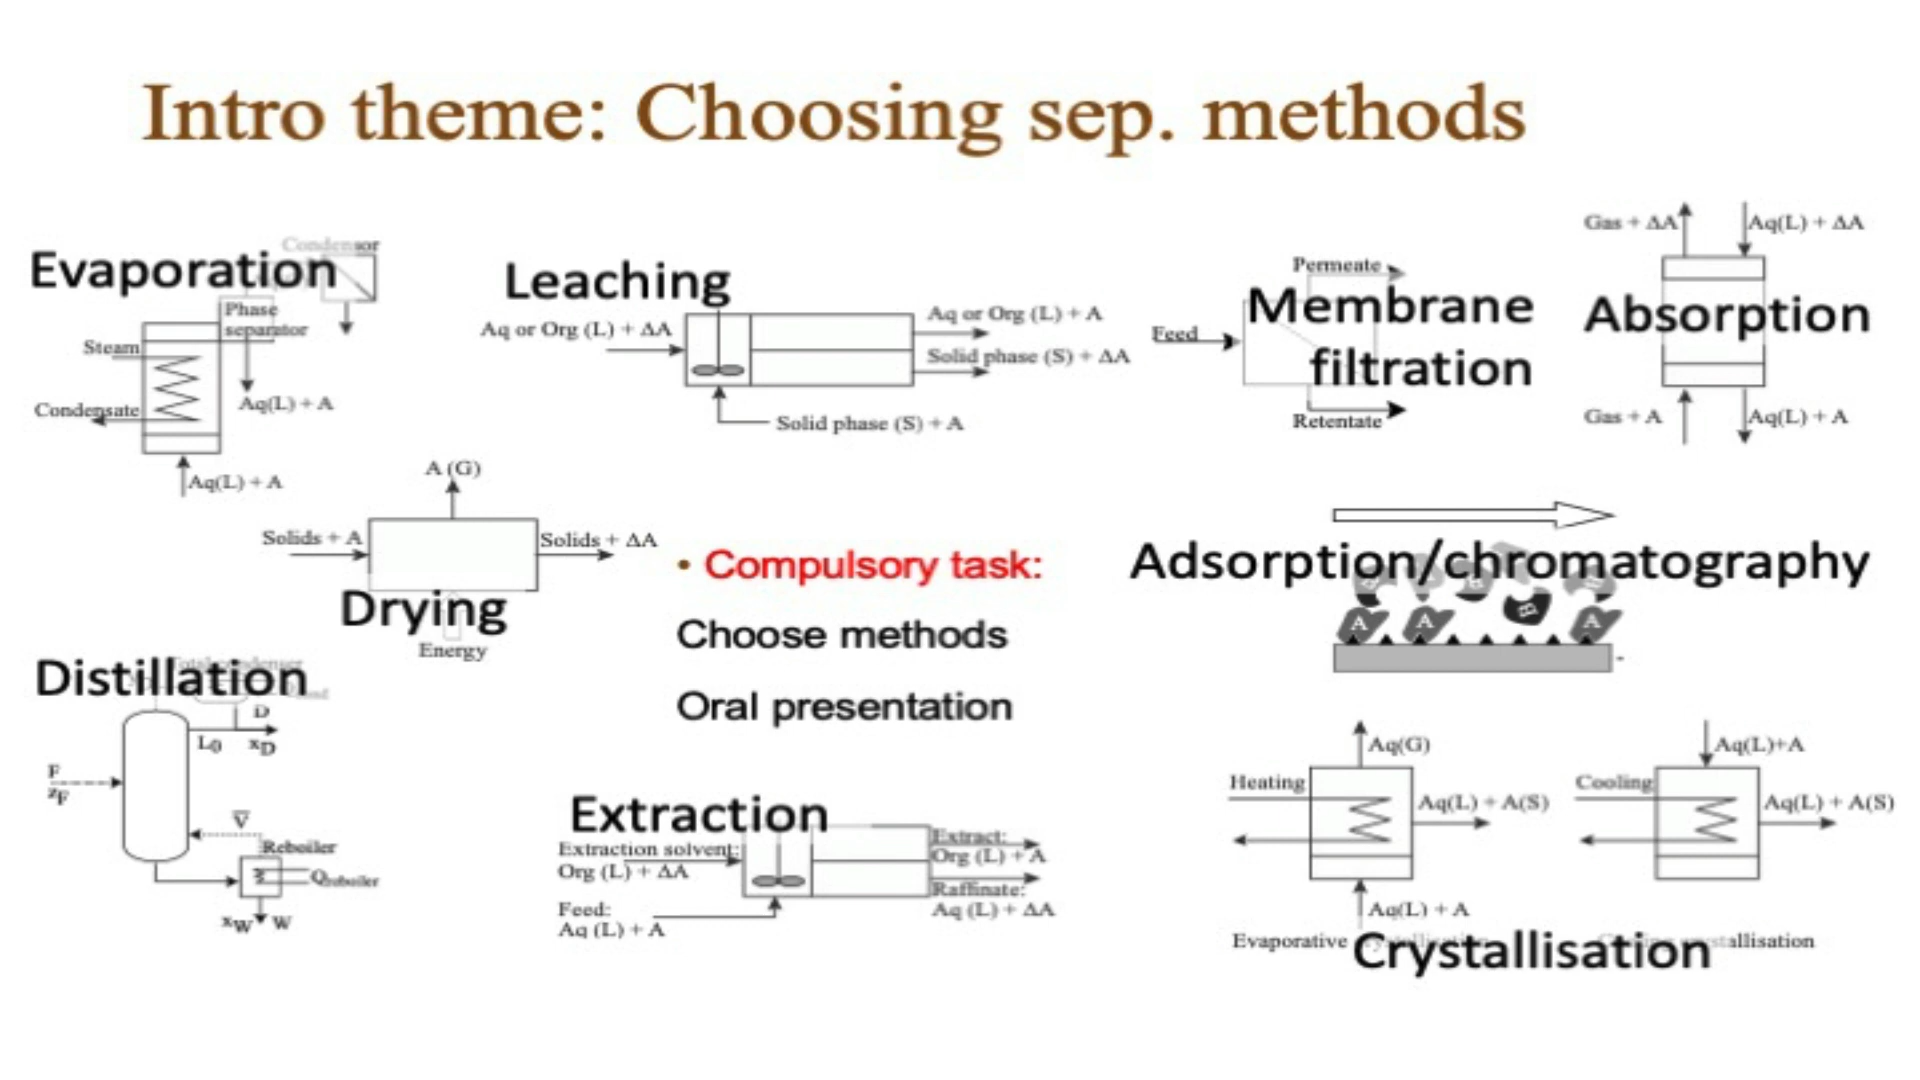 Intro theme: Choosing sep. methods
Evaporation
Condensor
Phase
separator
Steam
Condensate
Aq(L) + A
Aq(L) + A
Leaching
Aq or Org (L) + ΔA
Aq or Org (L) + A
Solid phase (S) + ΔA
Solid phase (S) + A
Permeate
Membrane
filtration
Feed
Retentate
Gas + ΔA
Aq(L) + ΔA
Absorption
Gas + A
Aq(L) + A
A (G)
Solids + A
Solids + ΔA
Drying
Energy
• Compulsory task:
Choose methods
Oral presentation
Adsorption/chromatography
B
A
A
A
Distillation
D
L0
xD
F
zF
V
Reboiler
Qreboiler
xW
W
Extraction
Extraction solvent:
Org (L) + ΔA
Feed:
Aq (L) + A
Extract:
Org (L) + A
Raffinate:
Aq (L) + ΔA
Aq(G)
Heating
Aq(L) + A(S)
Aq(L) + A
Evaporative
Aq(L)+A
Cooling
Aq(L) + A(S)
Crystallisation